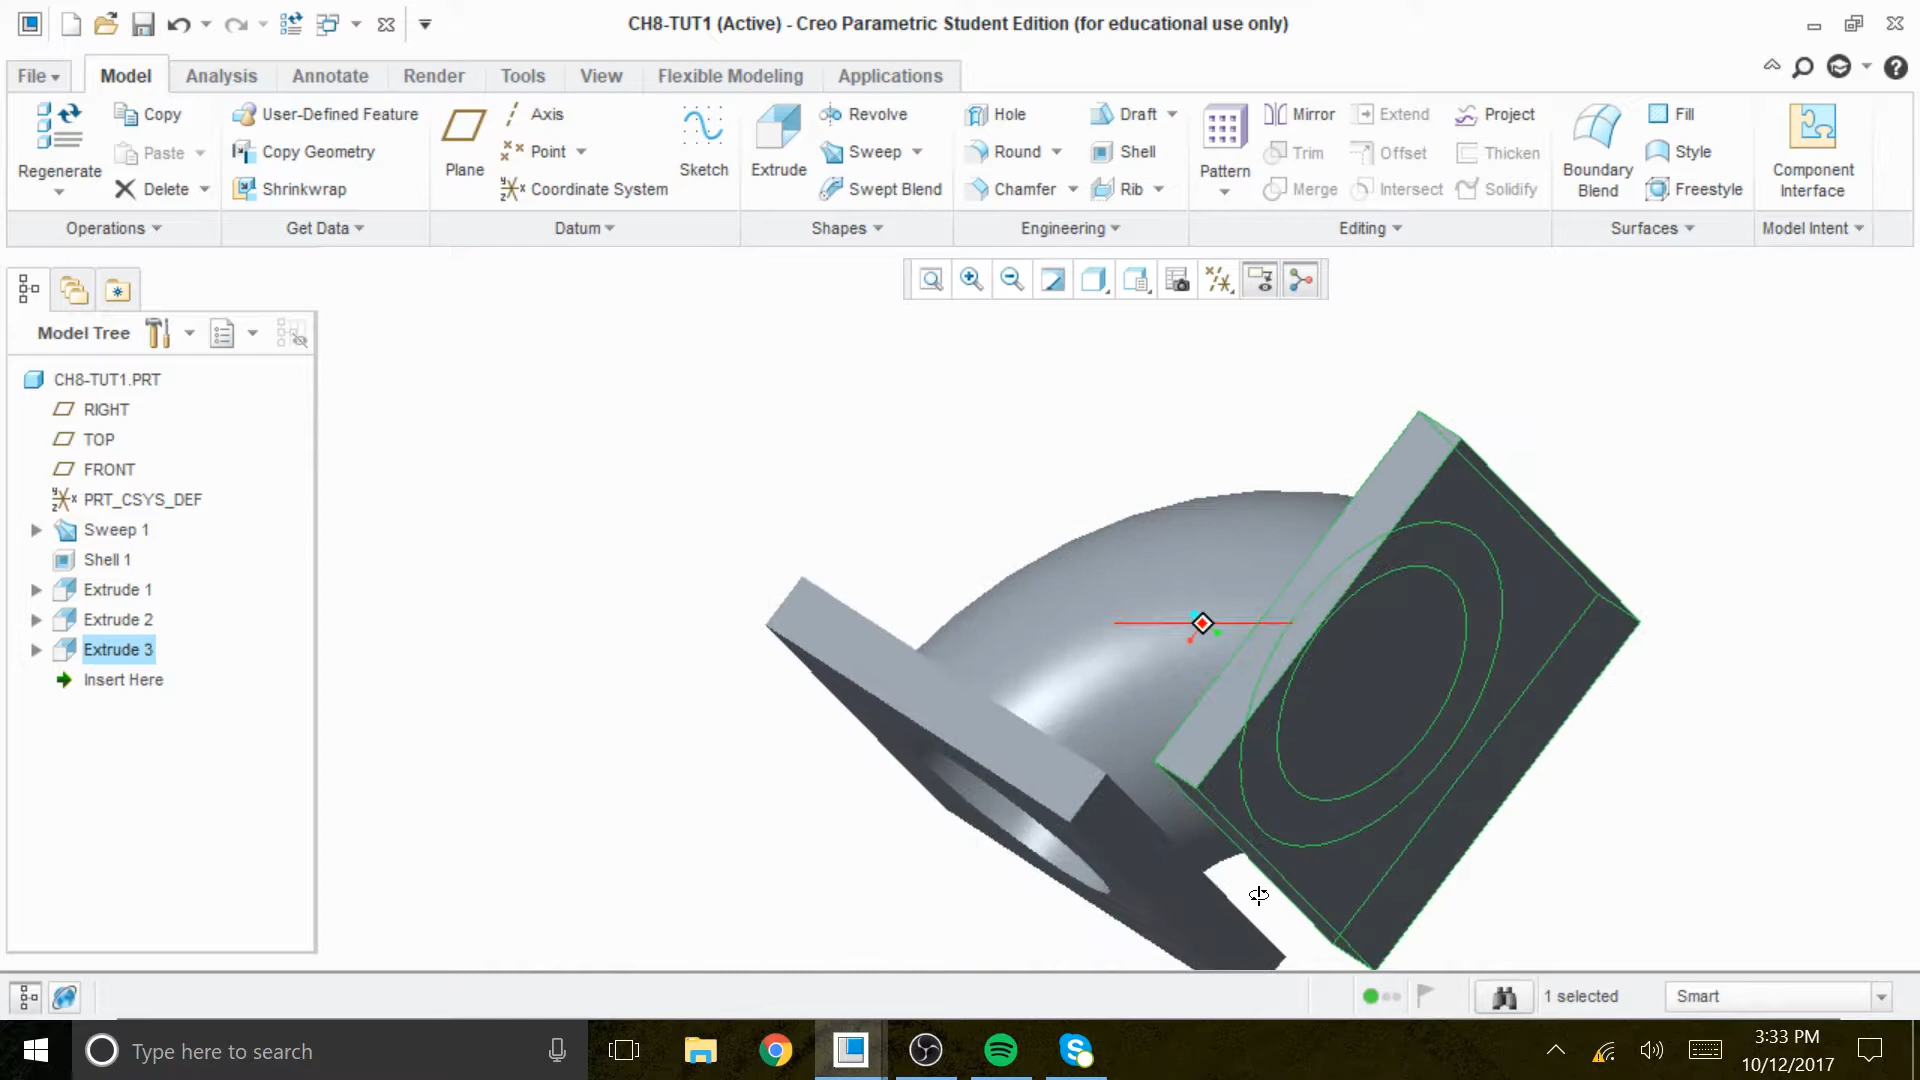 CH8-TUT1 (Active) - Creo Parametric Student Edition (for educational use only)
File Model Analysis Annotate Render Tools View Flexible Modeling Applications
Regenerate Copy Paste Delete
User-Defined Feature Copy Geometry Shrinkwrap
Plane Axis Point Coordinate System Sketch
Extrude Revolve Sweep Swept Blend
Hole Round Chamfer Draft Shell Rib
Pattern Mirror Trim Merge Extend Offset Intersect Project Thicken Solidify
Boundary Blend Fill Style Freestyle
Component Interface
Operations Get Data Datum Shapes Engineering Editing Surfaces Model Intent
Model Tree
CH8-TUT1.PRT
RIGHT
TOP
FRONT
PRT_CSYS_DEF
Sweep 1
Shell 1
Extrude 1
Extrude 2
Extrude 3
Insert Here
1 selected Smart
Type here to search
3:33 PM
10/12/2017